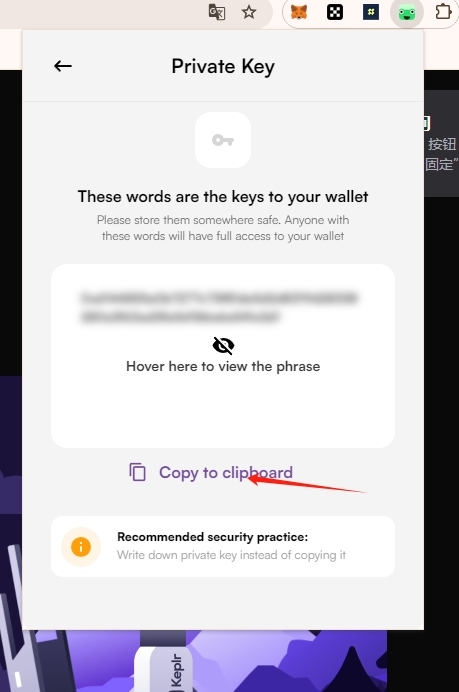 Private Key
按钮
固定”
These words are the keys to your wallet
Please store them somewhere safe. Anyone with
these words will have full access to your wallet
Hover here to view the phrase
Copy to clipboard
Recommended security practice:
Write down private key instead of copying it
Keplr